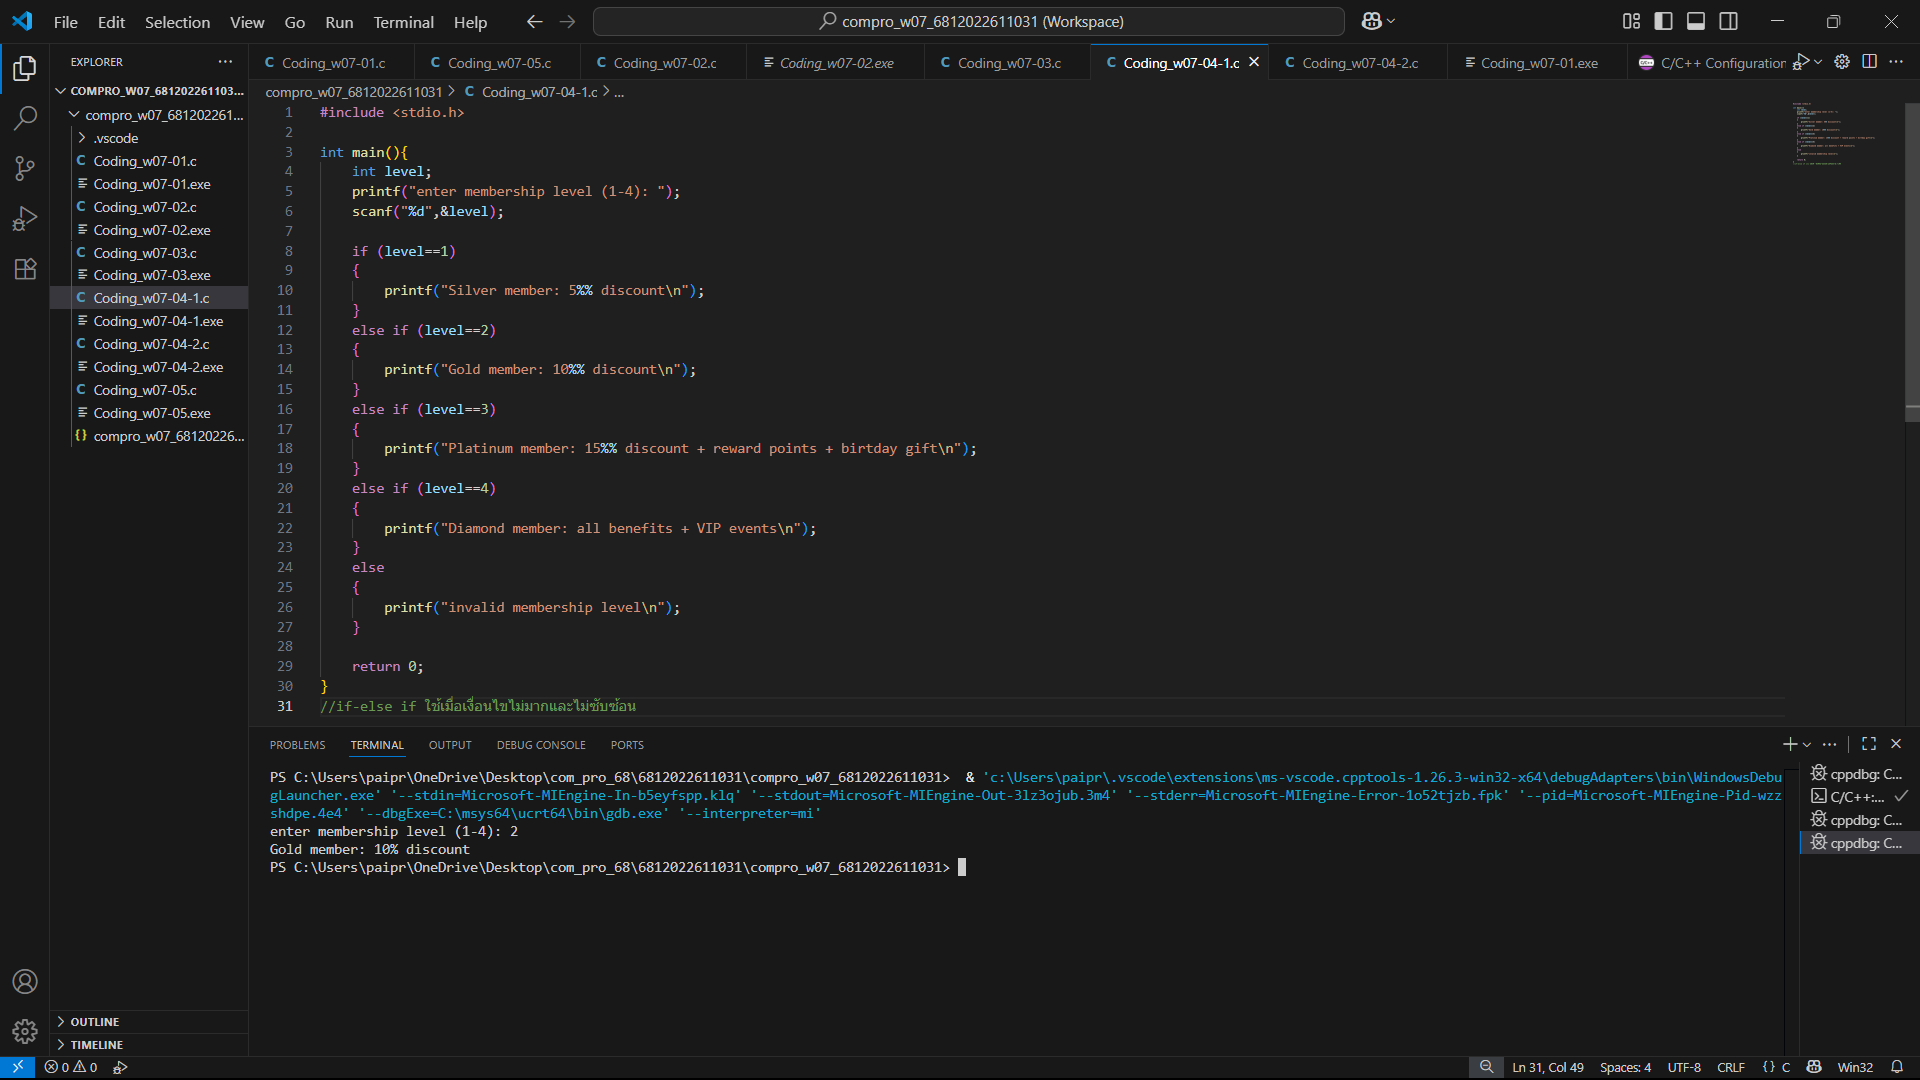 File Edit Selection View Go Run Terminal Help
compro_w07_6812022611031 (Workspace)
EXPLORER
COMPRO_W07_681202261103...
compro_w07_681202261...
.vscode
Coding_w07-01.c
Coding_w07-01.exe
Coding_w07-02.c
Coding_w07-02.exe
Coding_w07-03.c
Coding_w07-03.exe
Coding_w07-04-1.c
Coding_w07-04-1.exe
Coding_w07-04-2.c
Coding_w07-04-2.exe
Coding_w07-05.c
Coding_w07-05.exe
compro_w07_68120226...
OUTLINE
TIMELINE
Coding_w07-01.c Coding_w07-05.c Coding_w07-02.c Coding_w07-02.exe Coding_w07-03.c Coding_w07-04-1.c Coding_w07-04-2.c Coding_w07-01.exe C/C++ Configuration
compro_w07_6812022611031 > C Coding_w07-04-1.c > ...
1 #include <stdio.h>
2
3 int main(){
4 int level;
5 printf("enter membership level (1-4): ");
6 scanf("%d",&level);
7
8 if (level==1)
9 {
10 printf("Silver member: 5%% discount\n");
11 }
12 else if (level==2)
13 {
14 printf("Gold member: 10%% discount\n");
15 }
16 else if (level==3)
17 {
18 printf("Platinum member: 15%% discount + reward points + birtday gift\n");
19 }
20 else if (level==4)
21 {
22 printf("Diamond member: all benefits + VIP events\n");
23 }
24 else
25 {
26 printf("invalid membership level\n");
27 }
28
29 return 0;
30 }
31 //if-else if ใช้เมื่อเงื่อนไขไม่มากและไม่ซับซ้อน
PROBLEMS TERMINAL OUTPUT DEBUG CONSOLE PORTS
PS C:\Users\paipr\OneDrive\Desktop\com_pro_68\6812022611031\compro_w07_6812022611031> & 'c:\Users\paipr\.vscode\extensions\ms-vscode.cpptools-1.26.3-win32-x64\debugAdapters\bin\WindowsDebu
gLauncher.exe' '--stdin=Microsoft-MIEngine-In-b5eyfspp.klq' '--stdout=Microsoft-MIEngine-Out-3lz3ojub.3m4' '--stderr=Microsoft-MIEngine-Error-1o52tjzb.fpk' '--pid=Microsoft-MIEngine-Pid-wzz
shdpe.4e4' '--dbgExe=C:\msys64\ucrt64\bin\gdb.exe' '--interpreter=mi'
enter membership level (1-4): 2
Gold member: 10% discount
PS C:\Users\paipr\OneDrive\Desktop\com_pro_68\6812022611031\compro_w07_6812022611031>
cppdbg: C...
C/C++:...
cppdbg: C...
cppdbg: C...
0 0 Ln 31, Col 49 Spaces: 4 UTF-8 CRLF {} C Win32